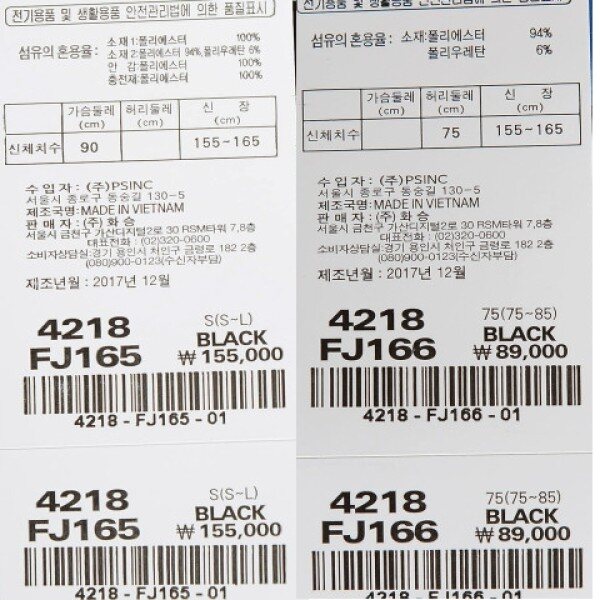 전기용품 및 생활용품 안전관리법에 의한 품질표시
섬유의 혼용율: 소 재 1:폴리에스터 100%
소 재 2:폴리에스터 94%,폴리우레탄 6%
안 감:폴리에스터 100%
충전재:폴리에스터 100%
가슴둘레 (cm) 허리둘레 (cm) 신 장 (cm)
신체치수 90 155~165
수 입 자 : (주)PSINC
서울시 종로구 동숭길 130-5
제조국명: MADE IN VIETNAM
판 매 자 : (주) 화 승
서울시 금천구 가산디지털2로 30 RSM타워 7,8층
대표전화 : (02)320-0600
소비자상담실:경기 용인시 처인구 금령로 182 2층
(080)900-0123(수신자부담)
제조년월 : 2017년 12월
4218 S(S~L)
FJ165 BLACK
₩ 155,000
4218 - FJ165 - 01
4218 S(S~L)
FJ165 BLACK
₩ 155,000
4218 - FJ165 - 01
섬유의 혼용율: 소 재:폴리에스터 94%
폴리우레탄 6%
가슴둘레 (cm) 허리둘레 (cm) 신 장 (cm)
신체치수 75 155~165
수 입 자 : (주)PSINC
서울시 종로구 동숭길 130-5
제조국명: MADE IN VIETNAM
판 매 자 : (주) 화 승
서울시 금천구 가산디지털2로 30 RSM타워 7,8층
대표전화 : (02)320-0600
소비자상담실:경기 용인시 처인구 금령로 182 2층
(080)900-0123(수신자부담)
제조년월 : 2017년 12월
4218 75(75~85)
FJ166 BLACK
₩ 89,000
4218 - FJ166 - 01
4218 75(75~85)
FJ166 BLACK
₩ 89,000
4218 - FJ166 - 01